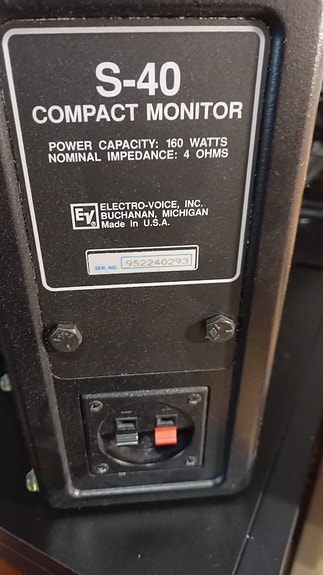 S-40
COMPACT MONITOR
POWER CAPACITY: 160 WATTS
NOMINAL IMPEDANCE: 4 OHMS
EV®
ELECTRO-VOICE, INC.
BUCHANAN, MICHIGAN
Made in U.S.A.
SER. NO. 952240293